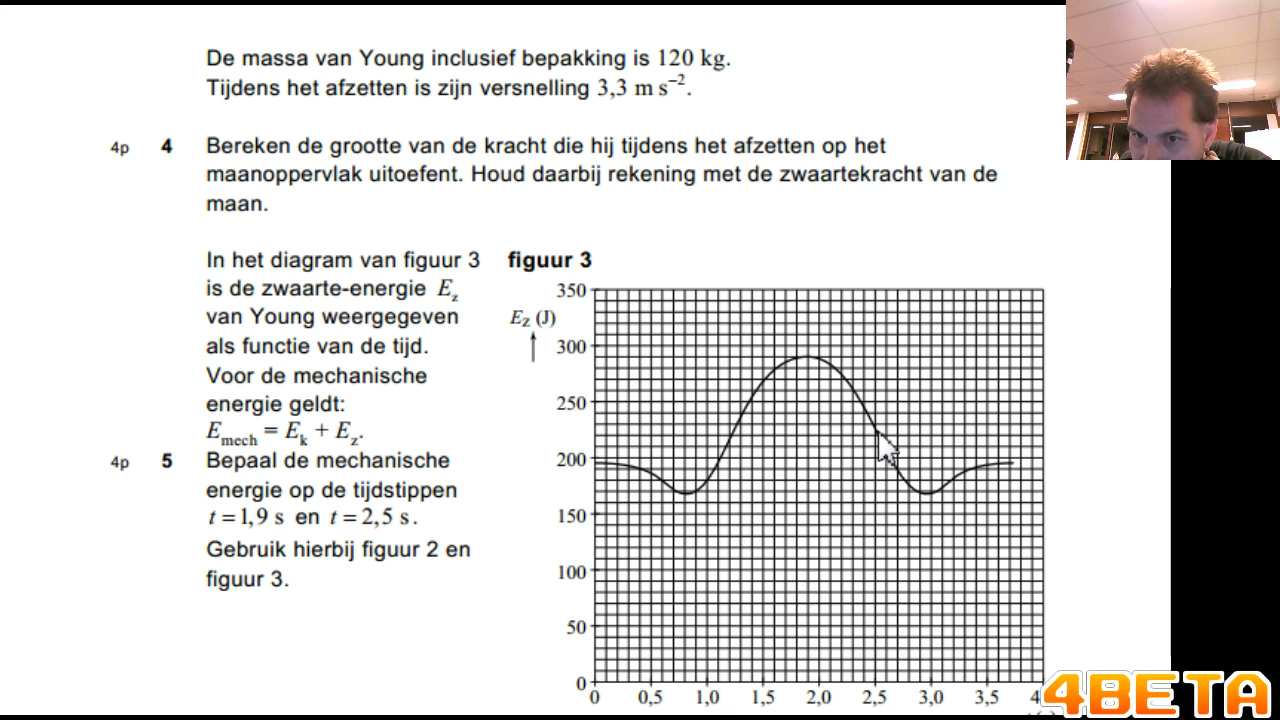 De massa van Young inclusief bepakking is 120 kg.
Tijdens het afzetten is zijn versnelling 3,3 m s⁻².
4p 4 Bereken de grootte van de kracht die hij tijdens het afzetten op het
maanoppervlak uitoefent. Houd daarbij rekening met de zwaartekracht van de
maan.
In het diagram van figuur 3
is de zwaarte-energie E_z
van Young weergegeven
als functie van de tijd.
Voor de mechanische
energie geldt:
E_mech = E_k + E_z.
4p 5 Bepaal de mechanische
energie op de tijdstippen
t = 1,9 s en t = 2,5 s.
Gebruik hierbij figuur 2 en
figuur 3.
figuur 3
350
E_z (J)
300
250
200
150
100
50
0
0 0,5 1,0 1,5 2,0 2,5 3,0 3,5 4
4BETA